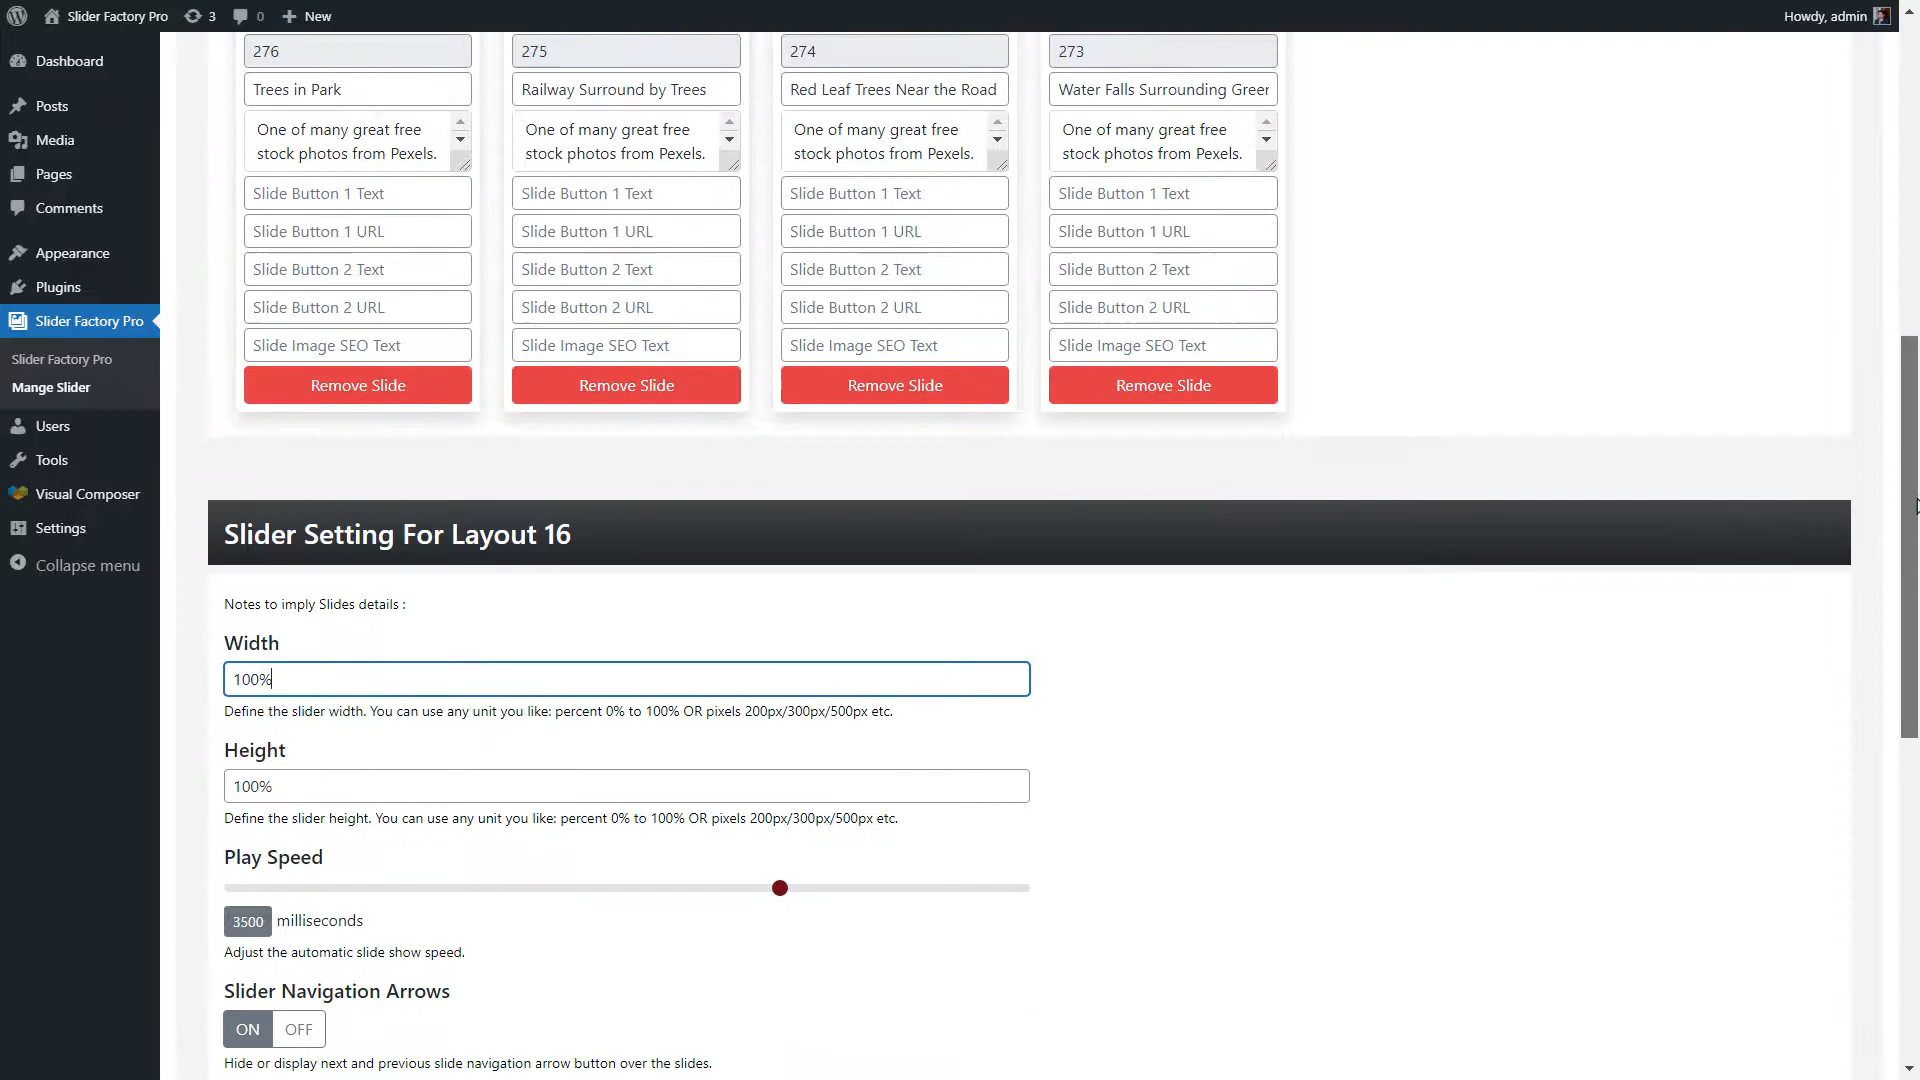 Slider Factory Pro 3 0 New Howdy, admin
Dashboard
Posts
Media
Pages
Comments
Appearance
Plugins
Slider Factory Pro
Slider Factory Pro
Mange Slider
Users
Tools
Visual Composer
Settings
Collapse menu
276 275 274 273
Trees in Park Railway Surround by Trees Red Leaf Trees Near the Road Water Falls Surrounding Greer
One of many great free One of many great free One of many great free One of many great free
stock photos from Pexels. stock photos from Pexels. stock photos from Pexels. stock photos from Pexels.
Slide Button 1 Text Slide Button 1 Text Slide Button 1 Text Slide Button 1 Text
Slide Button 1 URL Slide Button 1 URL Slide Button 1 URL Slide Button 1 URL
Slide Button 2 Text Slide Button 2 Text Slide Button 2 Text Slide Button 2 Text
Slide Button 2 URL Slide Button 2 URL Slide Button 2 URL Slide Button 2 URL
Slide Image SEO Text Slide Image SEO Text Slide Image SEO Text Slide Image SEO Text
Remove Slide Remove Slide Remove Slide Remove Slide
Slider Setting For Layout 16
Notes to imply Slides details :
Width
100%
Define the slider width. You can use any unit you like: percent 0% to 100% OR pixels 200px/300px/500px etc.
Height
100%
Define the slider height. You can use any unit you like: percent 0% to 100% OR pixels 200px/300px/500px etc.
Play Speed
3500 milliseconds
Adjust the automatic slide show speed.
Slider Navigation Arrows
ON OFF
Hide or display next and previous slide navigation arrow button over the slides.